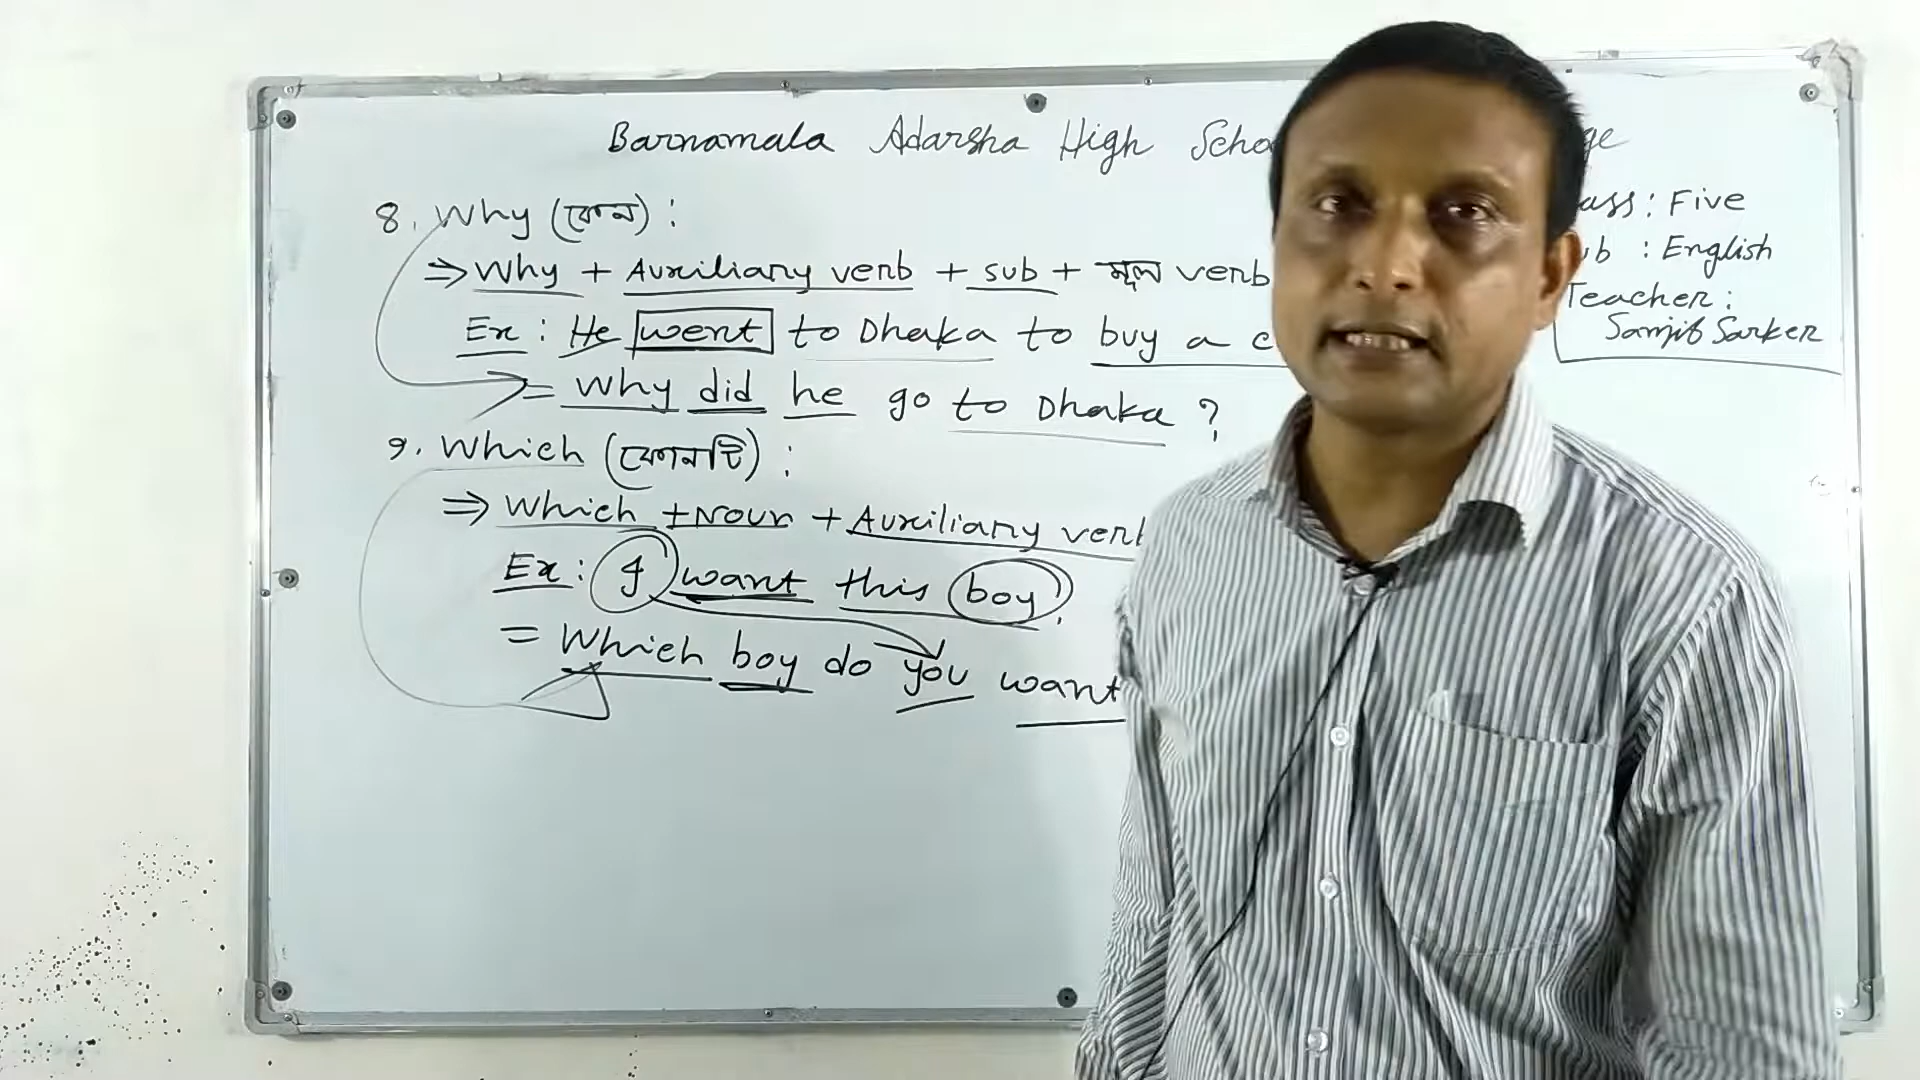 Barnamala Adarsha High
8. Why (কেন) :
⇒ Why + Auxiliary verb + sub + মূল verb
Ex : He went to Dhaka to buy a
= Why did he go to Dhaka ?
9. Which (কোনটি) :
⇒ Which + Noun + Auxiliary verb
Ex : I want this boy.
= Which boy do you want
: Five
: English
Teacher :
Sanjib Sarker